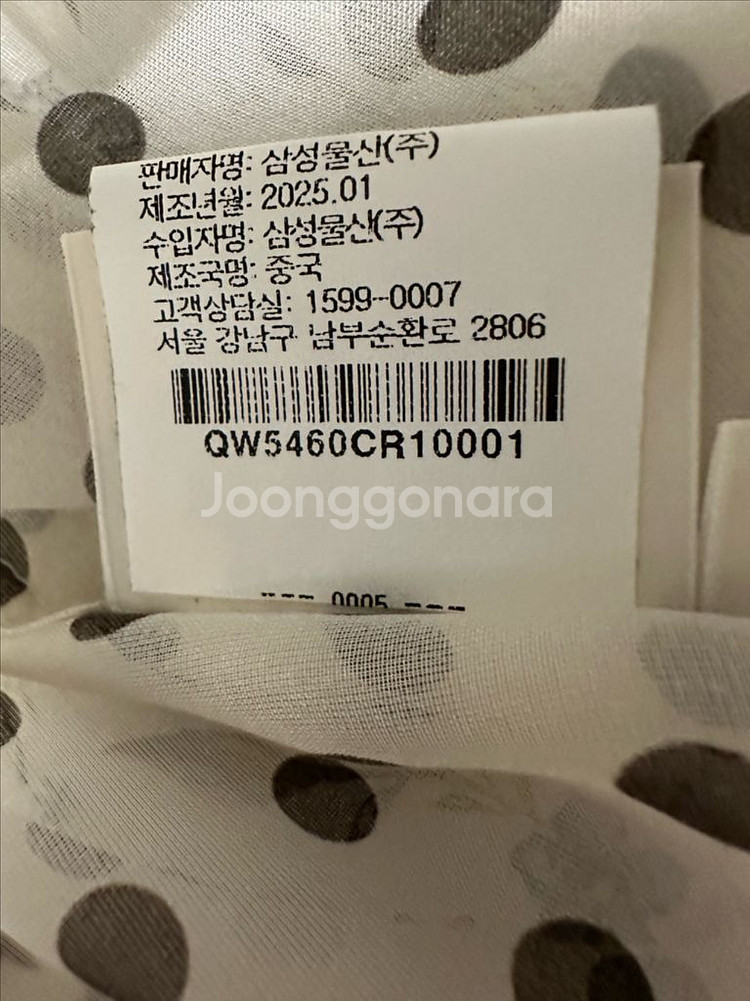 판매자명: 삼성물산(주)
제조년월: 2025.01
수입자명: 삼성물산(주)
제조국명: 중국
고객상담실: 1599-0007
서울 강남구 남부순환로 2806
QW5460CR10001
Joonggonara
0005